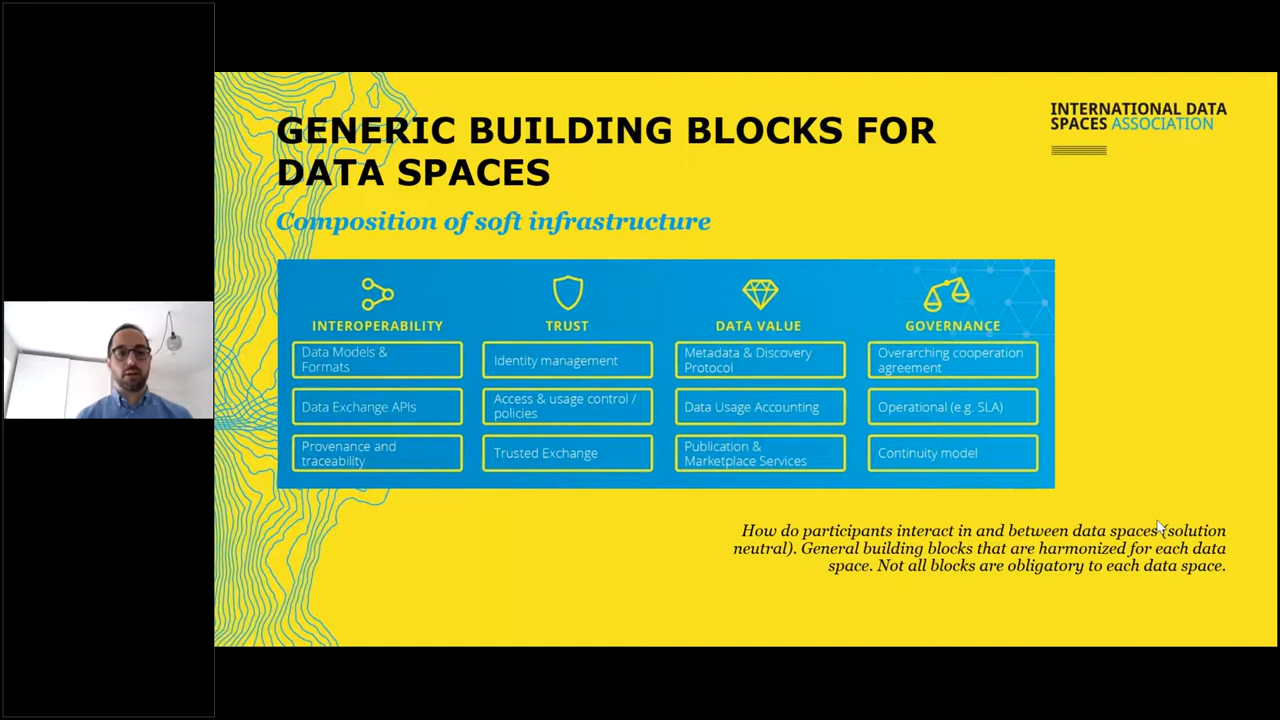 GENERIC BUILDING BLOCKS FOR
DATA SPACES
INTERNATIONAL DATA
SPACES ASSOCIATION
Composition of soft infrastructure
INTEROPERABILITY
Data Models &
Formats
Data Exchange APIs
Provenance and
traceability
TRUST
Identity management
Access & usage control /
policies
Trusted Exchange
DATA VALUE
Metadata & Discovery
Protocol
Data Usage Accounting
Publication &
Marketplace Services
GOVERNANCE
Overarching cooperation
agreement
Operational (e.g. SLA)
Continuity model
How do participants interact in and between data spaces (solution
neutral). General building blocks that are harmonized for each data
space. Not all blocks are obligatory to each data space.